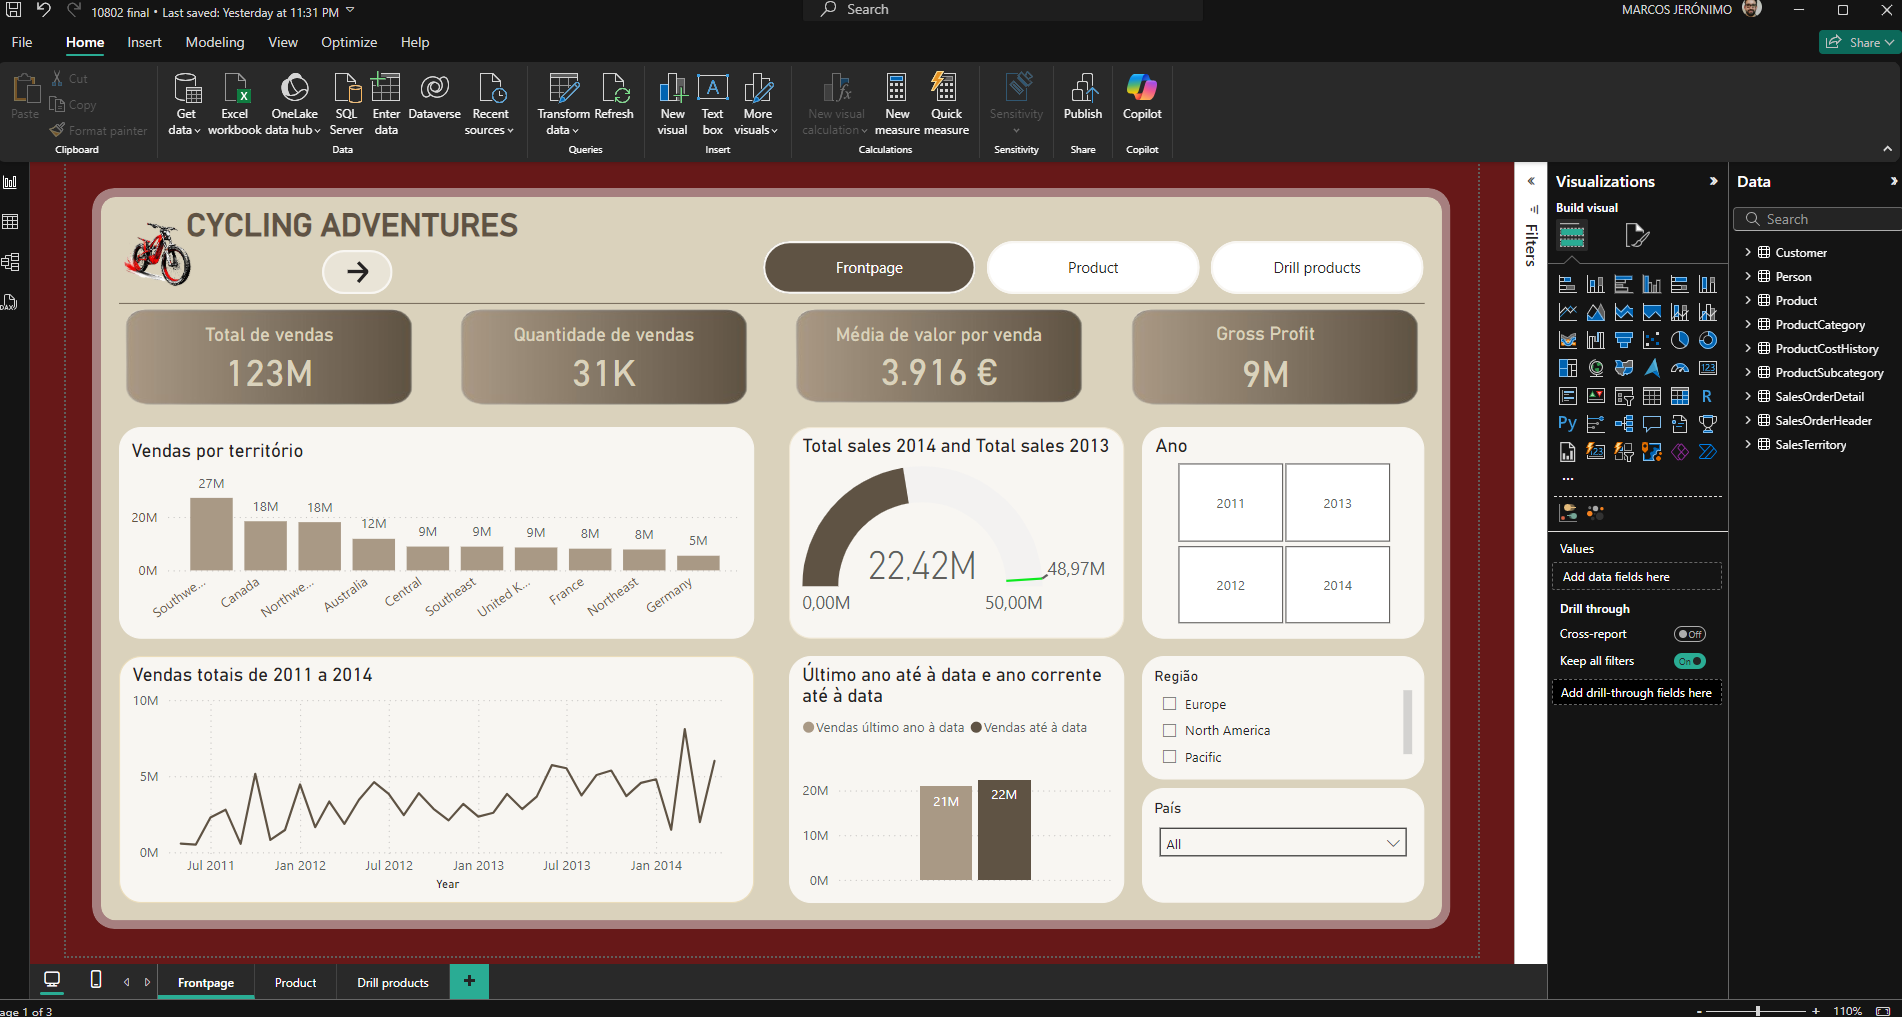 10802 final • Last saved: Yesterday at 11:31 PM
Search
MARCOS JERÓNIMO
File Home Insert Modeling View Optimize Help
Share
Paste
Cut
Copy
Format painter
Clipboard
Get data
Excel workbook
OneLake data hub
SQL Server
Enter data
Dataverse
Recent sources
Data
Transform data
Refresh
Queries
New visual
Text box
More visuals
Insert
New visual calculation
New measure
Quick measure
Calculations
Sensitivity
Sensitivity
Publish
Share
Copilot
Copilot
CYCLING ADVENTURES
Frontpage
Product
Drill products
Total de vendas
123M
Quantidade de vendas
31K
Média de valor por venda
3.916 €
Gross Profit
9M
Vendas por território
20M
0M
27M
18M
18M
12M
9M
9M
9M
8M
8M
5M
Southwe...
Canada
Northwe...
Australia
Central
Southeast
United K...
France
Northeast
Germany
Total sales 2014 and Total sales 2013
22,42M
48,97M
0,00M
50,00M
Ano
2011
2013
2012
2014
Vendas totais de 2011 a 2014
10M
5M
0M
Jul 2011
Jan 2012
Jul 2012
Jan 2013
Jul 2013
Jan 2014
Year
Último ano até à data e ano corrente
até à data
Vendas último ano à data
Vendas até à data
20M
10M
0M
21M
22M
Região
Europe
North America
Pacific
País
All
Filters
Visualizations
Build visual
123
R
Py
123
...
Values
Add data fields here
Drill through
Cross-report
Off
Keep all filters
On
Add drill-through fields here
Data
Search
Customer
Person
Product
ProductCategory
ProductCostHistory
ProductSubcategory
SalesOrderDetail
SalesOrderHeader
SalesTerritory
DAX
Frontpage
Product
Drill products
+
age 1 of 3
- + 110%